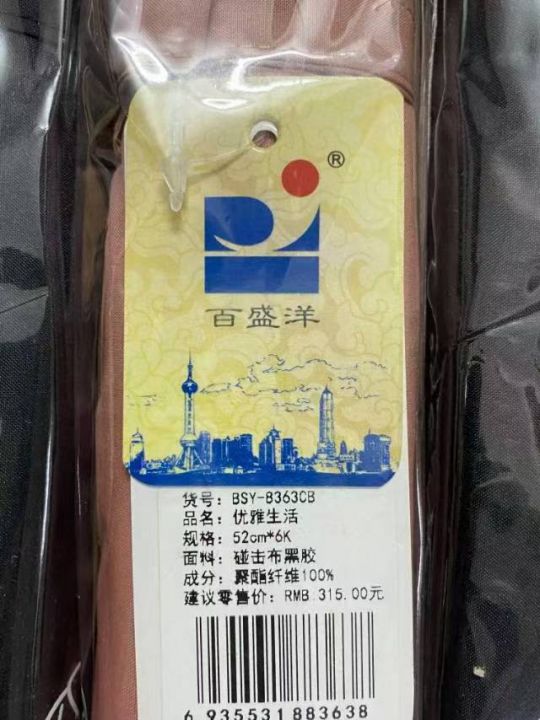 ®
百盛洋
货号: BSY-B363CB
品名: 优雅生活
规格: 52cm*6K
面料: 碰击布黑胶
成分: 聚酯纤维100%
建议零售价: RMB 315.00元
6 935531 883638